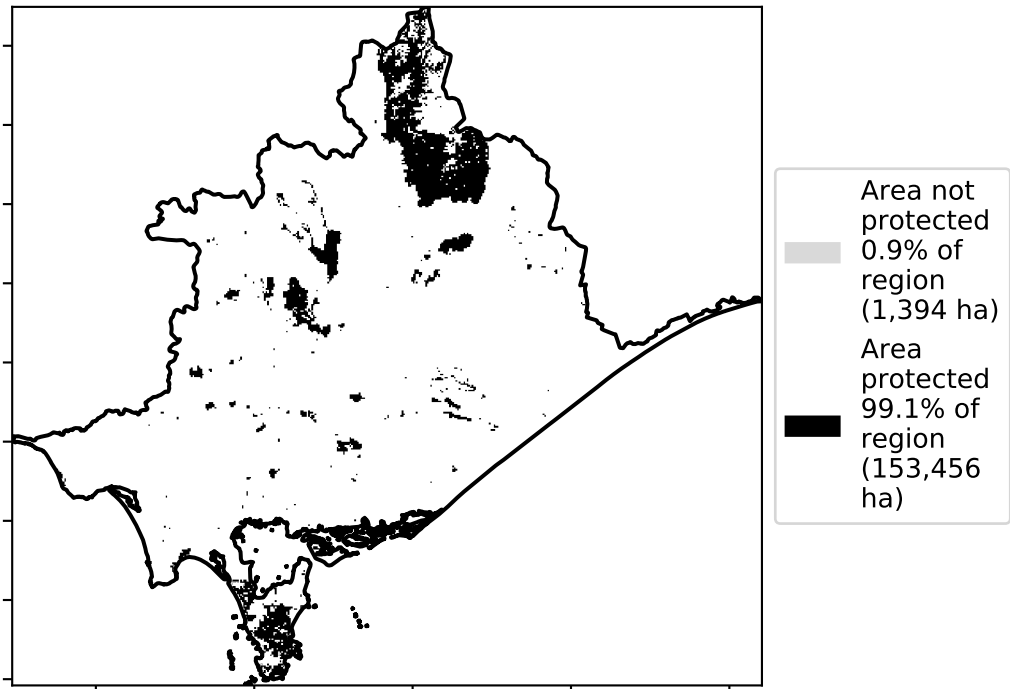 Area not
protected
0.9% of
region
(1,394 ha)
Area
protected
99.1% of
region
(153,456
ha)